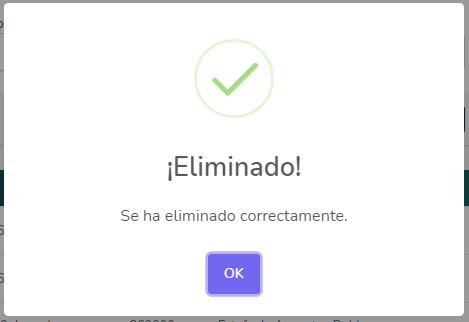 ¡Eliminado!
Se ha eliminado correctamente.
OK